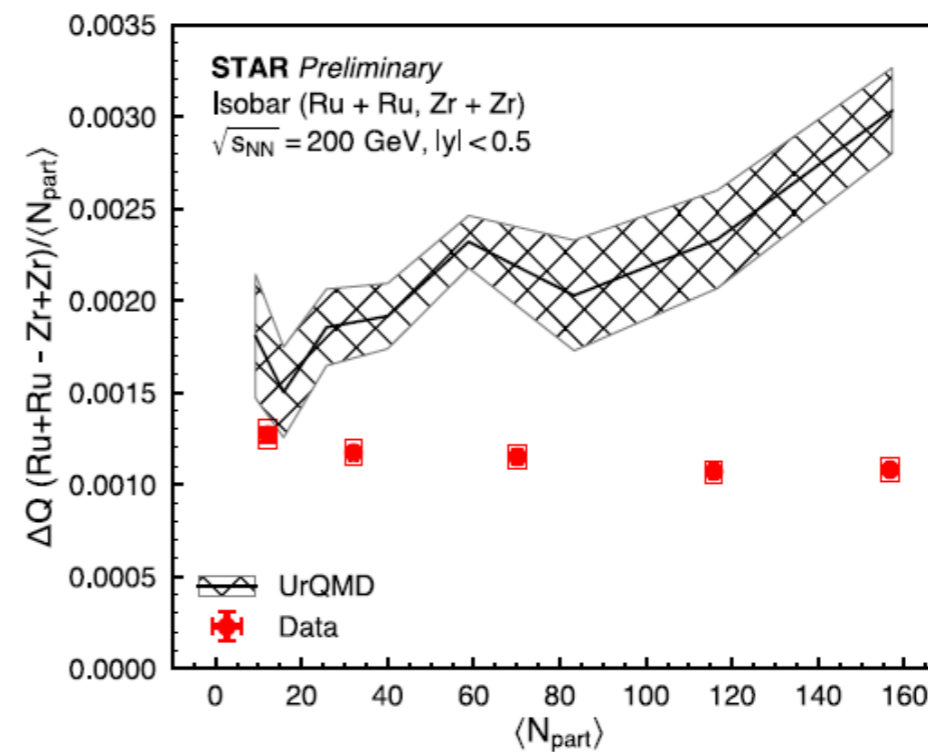 STAR Preliminary
Isobar (Ru + Ru, Zr + Zr)
√sNN = 200 GeV, |y| < 0.5
ΔQ (Ru+Ru - Zr+Zr)/⟨Npart⟩
0.0035
0.0030
0.0025
0.0020
0.0015
0.0010
0.0005
0.0000
UrQMD
Data
0 20 40 60 80 100 120 140 160
⟨Npart⟩